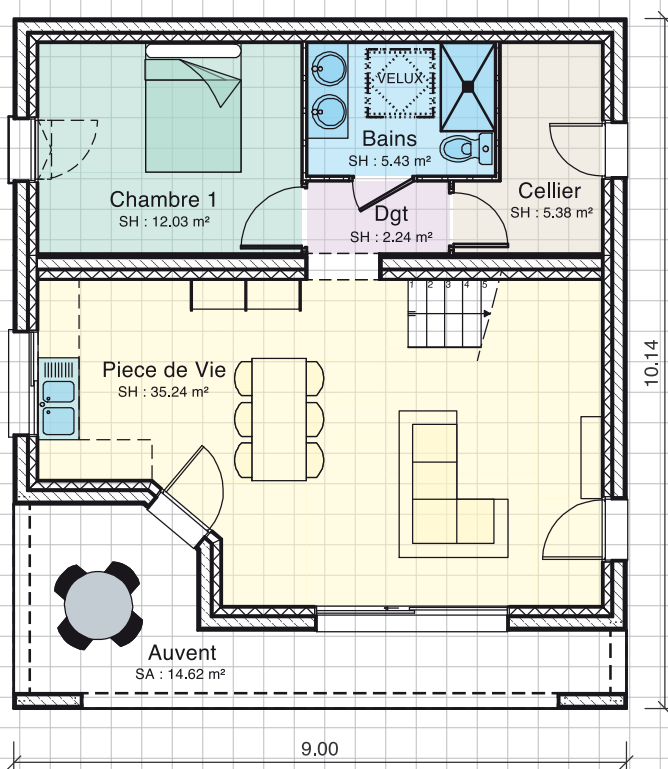 VELUX
Bains
SH : 5.43 m²
Chambre 1
SH : 12.03 m²
Cellier
SH : 5.38 m²
Dgt
SH : 2.24 m²
1 2 3 4 5
Piece de Vie
SH : 35.24 m²
10.14
Auvent
SA : 14.62 m²
9.00